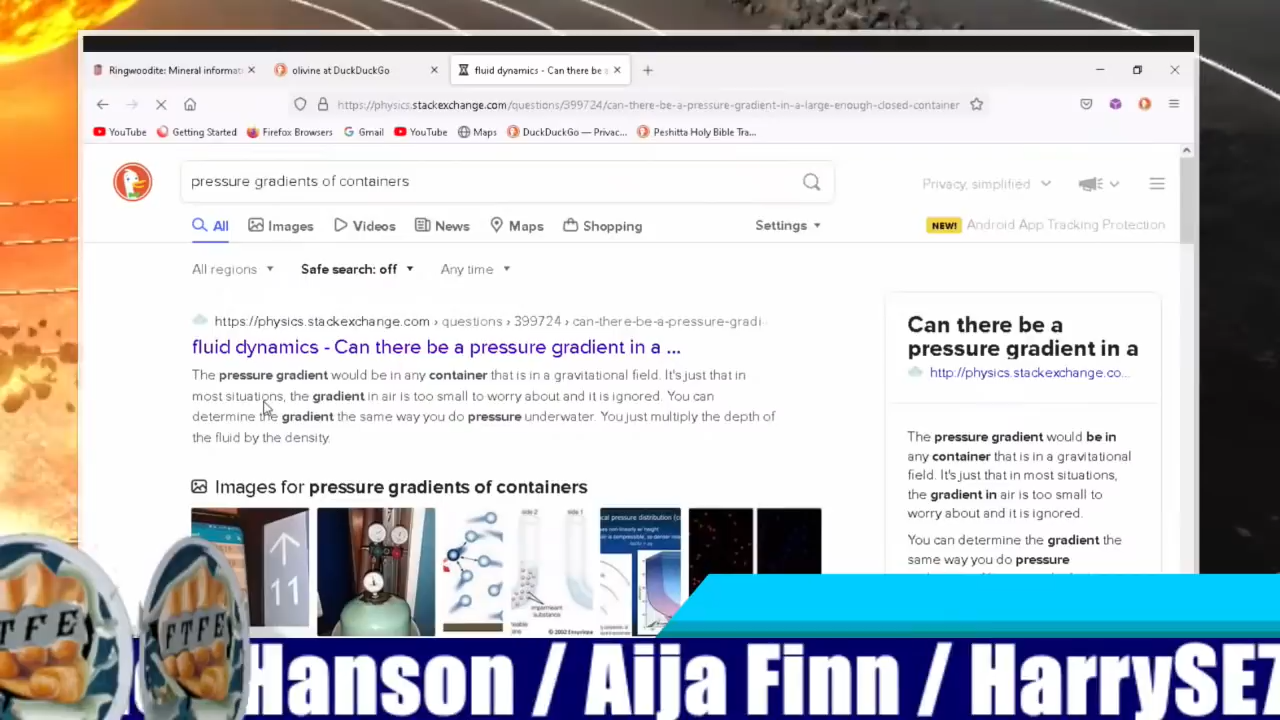 Ringwoodite: Mineral informat
olivine at DuckDuckGo
fluid dynamics - Can there be a
https://physics.stackexchange.com/questions/399724/can-there-be-a-pressure-gradient-in-a-large-enough-closed-container
YouTube
Getting Started
Firefox Browsers
Gmail
YouTube
Maps
DuckDuckGo — Privac...
Peshitta Holy Bible Tra...
pressure gradients of containers
Privacy, simplified
All
Images
Videos
News
Maps
Shopping
Settings
NEW! Android App Tracking Protection
All regions
Safe search: off
Any time
https://physics.stackexchange.com › questions › 399724 › can-there-be-a-pressure-gradi
fluid dynamics - Can there be a pressure gradient in a ...
The pressure gradient would be in any container that is in a gravitational field. It's just that in
most situations, the gradient in air is too small to worry about and it is ignored. You can
determine the gradient the same way you do pressure underwater. You just multiply the depth of
the fluid by the density.
Can there be a
pressure gradient in a
http://physics.stackexchange.co...
The pressure gradient would be in
any container that is in a gravitational
field. It's just that in most situations,
the gradient in air is too small to
worry about and it is ignored.
You can determine the gradient the
same way you do pressure
Images for pressure gradients of containers
11
side 2
side 1
impermeant
substance
TFE
FTFE
Hanson / Aija Finn / HarrySE7